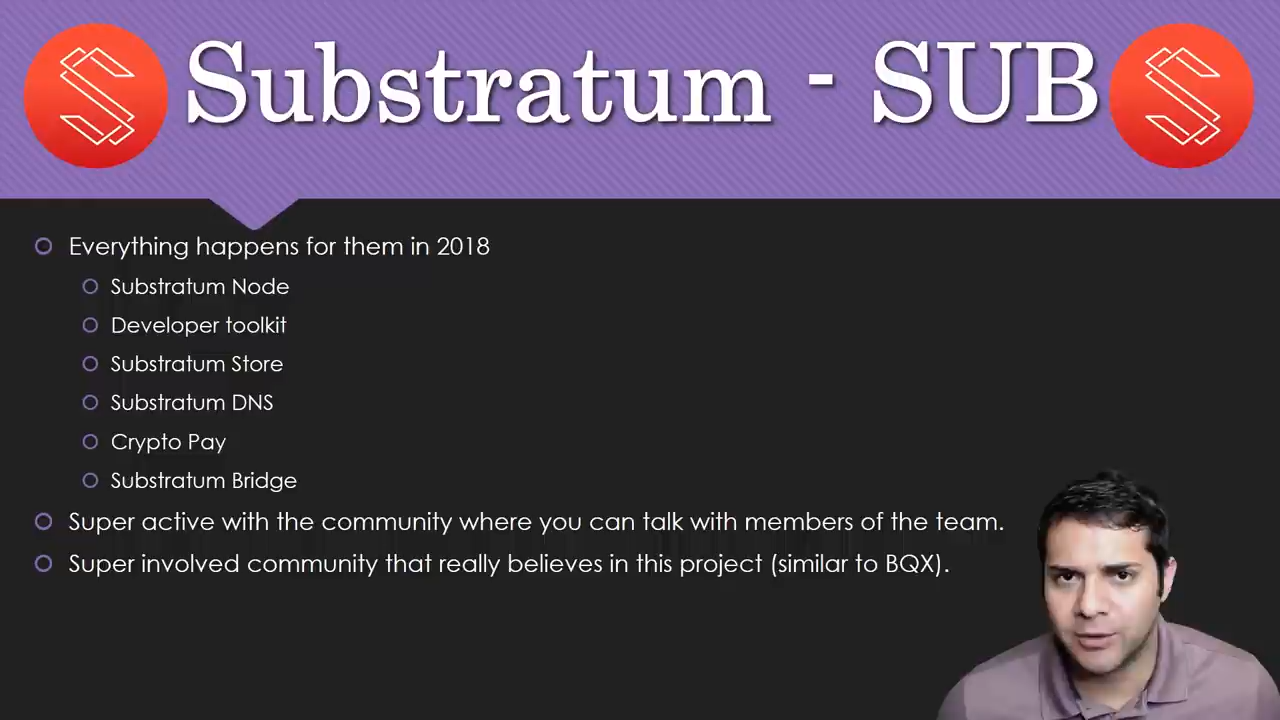 Substratum - SUB
Everything happens for them in 2018
Substratum Node
Developer toolkit
Substratum Store
Substratum DNS
Crypto Pay
Substratum Bridge
Super active with the community where you can talk with members of the team.
Super involved community that really believes in this project (similar to BQX).